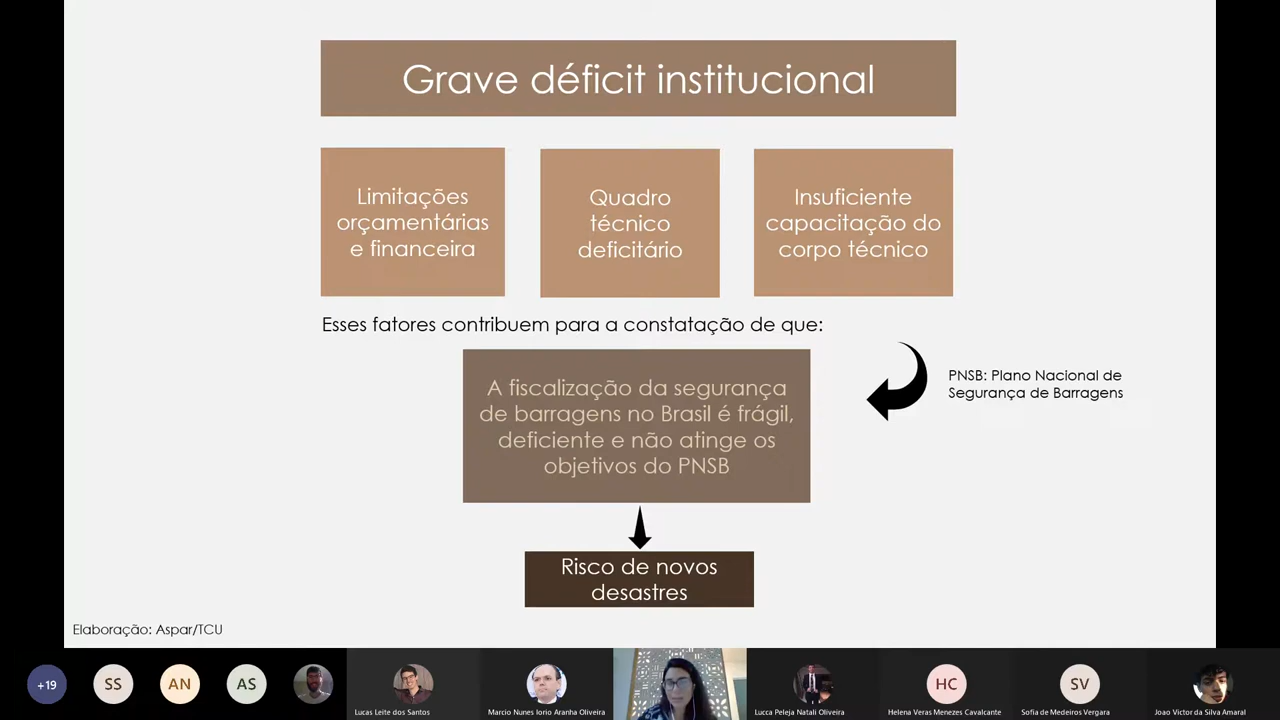 Grave déficit institucional
Limitações
orçamentárias
e financeira
Quadro
técnico
deficitário
Insuficiente
capacitação do
corpo técnico
Esses fatores contribuem para a constatação de que:
A fiscalização da segurança
de barragens no Brasil é frágil,
deficiente e não atinge os
objetivos do PNSB
PNSB: Plano Nacional de
Segurança de Barragens
Risco de novos
desastres
Elaboração: Aspar/TCU
+19
SS
AN
AS
HC
SV
Lucas Leite dos Santos
Marcio Nunes Iorio Aranha Oliveira
Lucca Peleja Natali Oliveira
Helena Veras Menezes Cavalcante
Sofia de Medeiros Vergara
Joao Victor da Silva Amaral